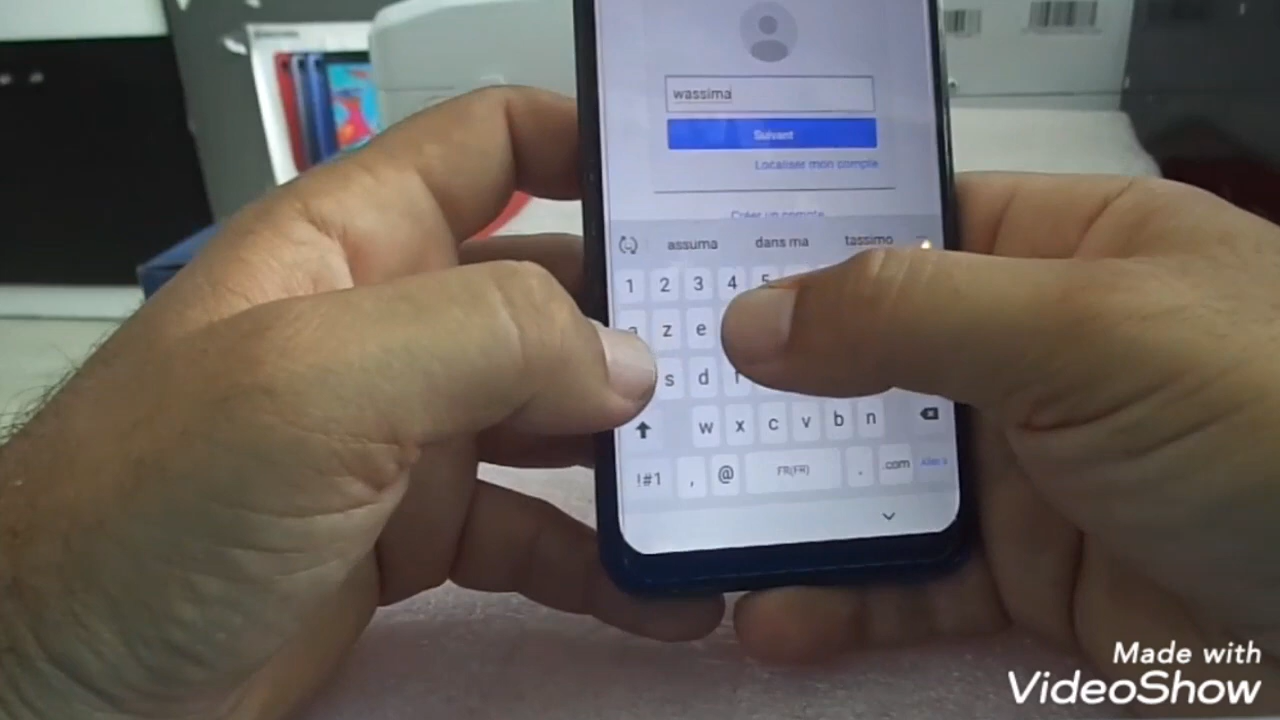 wassima
Suivant
Localiser mon compte
Créer un compte
assuma dans ma tassimo
1 2 3 4 5
z e
s d f
w x c v b n
!#1 , @ FR(FR) . .com
Made with
VideoShow